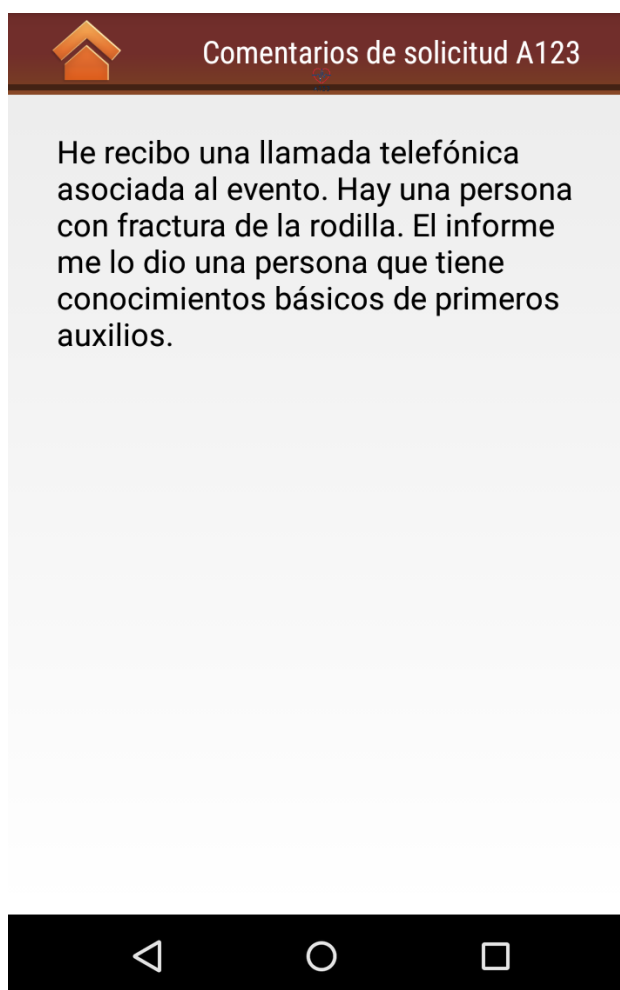 Comentarios de solicitud A123
He recibo una llamada telefónica
asociada al evento. Hay una persona
con fractura de la rodilla. El informe
me lo dio una persona que tiene
conocimientos básicos de primeros
auxilios.